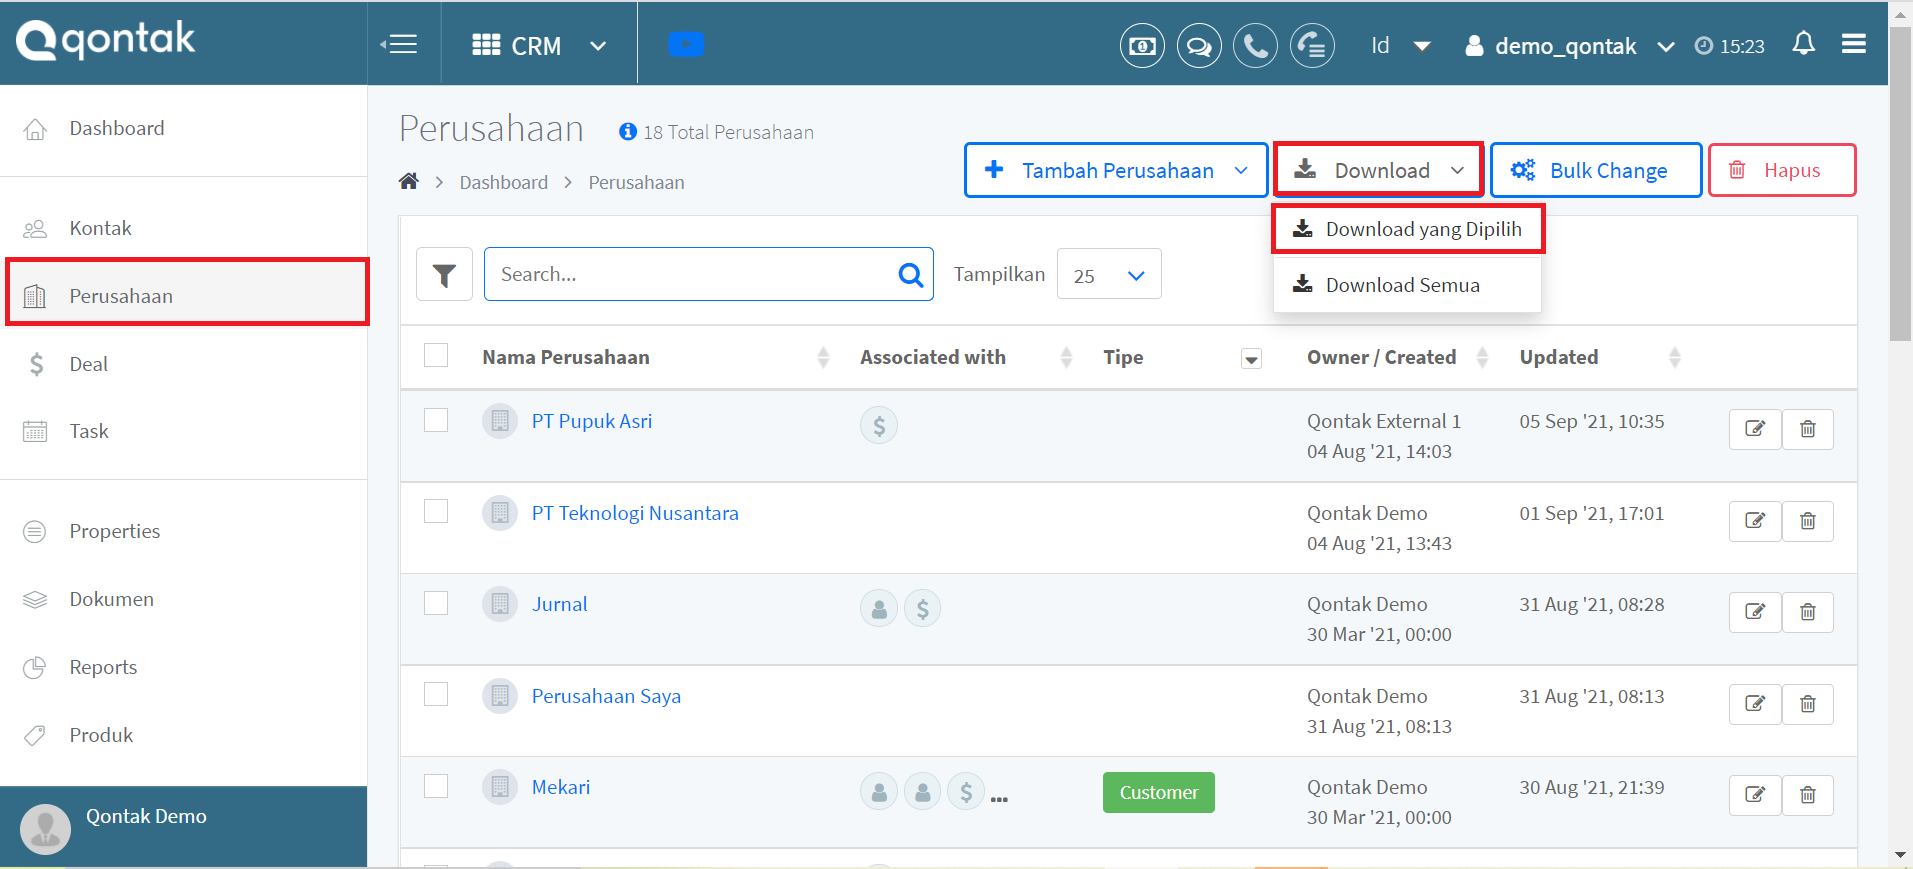 qontak
CRM
Id
demo_qontak
15:23
Dashboard
Kontak
Perusahaan
Deal
Task
Properties
Dokumen
Reports
Produk
Qontak Demo
Perusahaan
18 Total Perusahaan
Dashboard > Perusahaan
Tambah Perusahaan
Download
Bulk Change
Hapus
Download yang Dipilih
Download Semua
Search...
Tampilkan
25
Nama Perusahaan
Associated with
Tipe
Owner / Created
Updated
PT Pupuk Asri
Qontak External 1
04 Aug '21, 14:03
05 Sep '21, 10:35
PT Teknologi Nusantara
Qontak Demo
04 Aug '21, 13:43
01 Sep '21, 17:01
Jurnal
Qontak Demo
30 Mar '21, 00:00
31 Aug '21, 08:28
Perusahaan Saya
Qontak Demo
31 Aug '21, 08:13
31 Aug '21, 08:13
Mekari
...
Customer
Qontak Demo
30 Mar '21, 00:00
30 Aug '21, 21:39